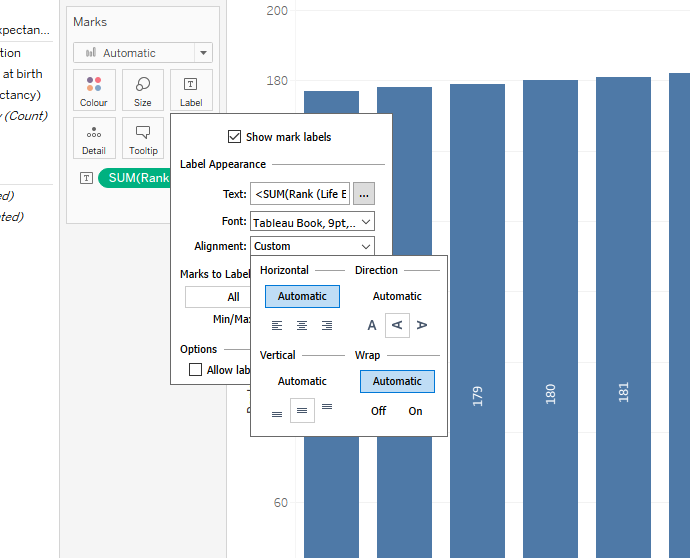 xpectan...
tion
at birth
ectancy)
(Count)
ed)
ated)
Marks
Automatic
Colour
Size
T
Label
Detail
Tooltip
T
SUM(Rank
Show mark labels
Label Appearance
Text:
<SUM(Rank (Life E
...
Font:
Tableau Book, 9pt,...
Alignment:
Custom
Marks to Label
All
Min/Max
Options
Allow lab
Horizontal
Automatic
Direction
Automatic
A
A
A
Vertical
Automatic
Wrap
Automatic
Off
On
200
180
60
179
180
181